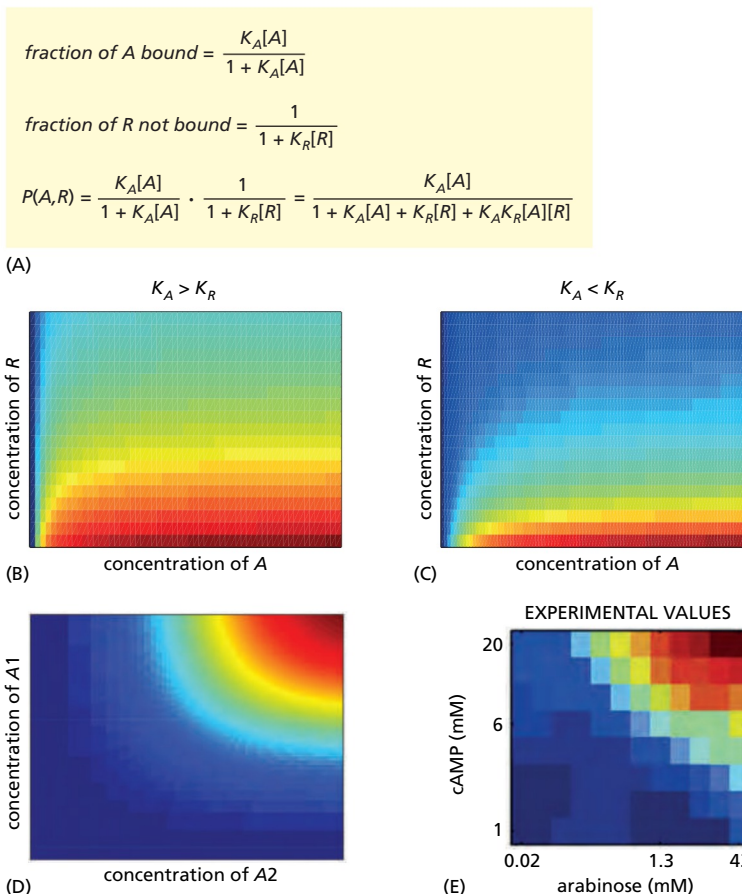 fraction of A bound = K_A[A] / 1 + K_A[A]
fraction of R not bound = 1 / 1 + K_R[R]
P(A,R) = K_A[A] / 1 + K_A[A] · 1 / 1 + K_R[R] = K_A[A] / 1 + K_A[A] + K_R[R] + K_AK_R[A][R]
(A)
K_A > K_R
concentration of R
concentration of A
(B)
K_A < K_R
concentration of R
concentration of A
(C)
concentration of A1
concentration of A2
(D)
EXPERIMENTAL VALUES
20
6
1
cAMP (mM)
0.02 1.3
arabinose (mM)
(E)